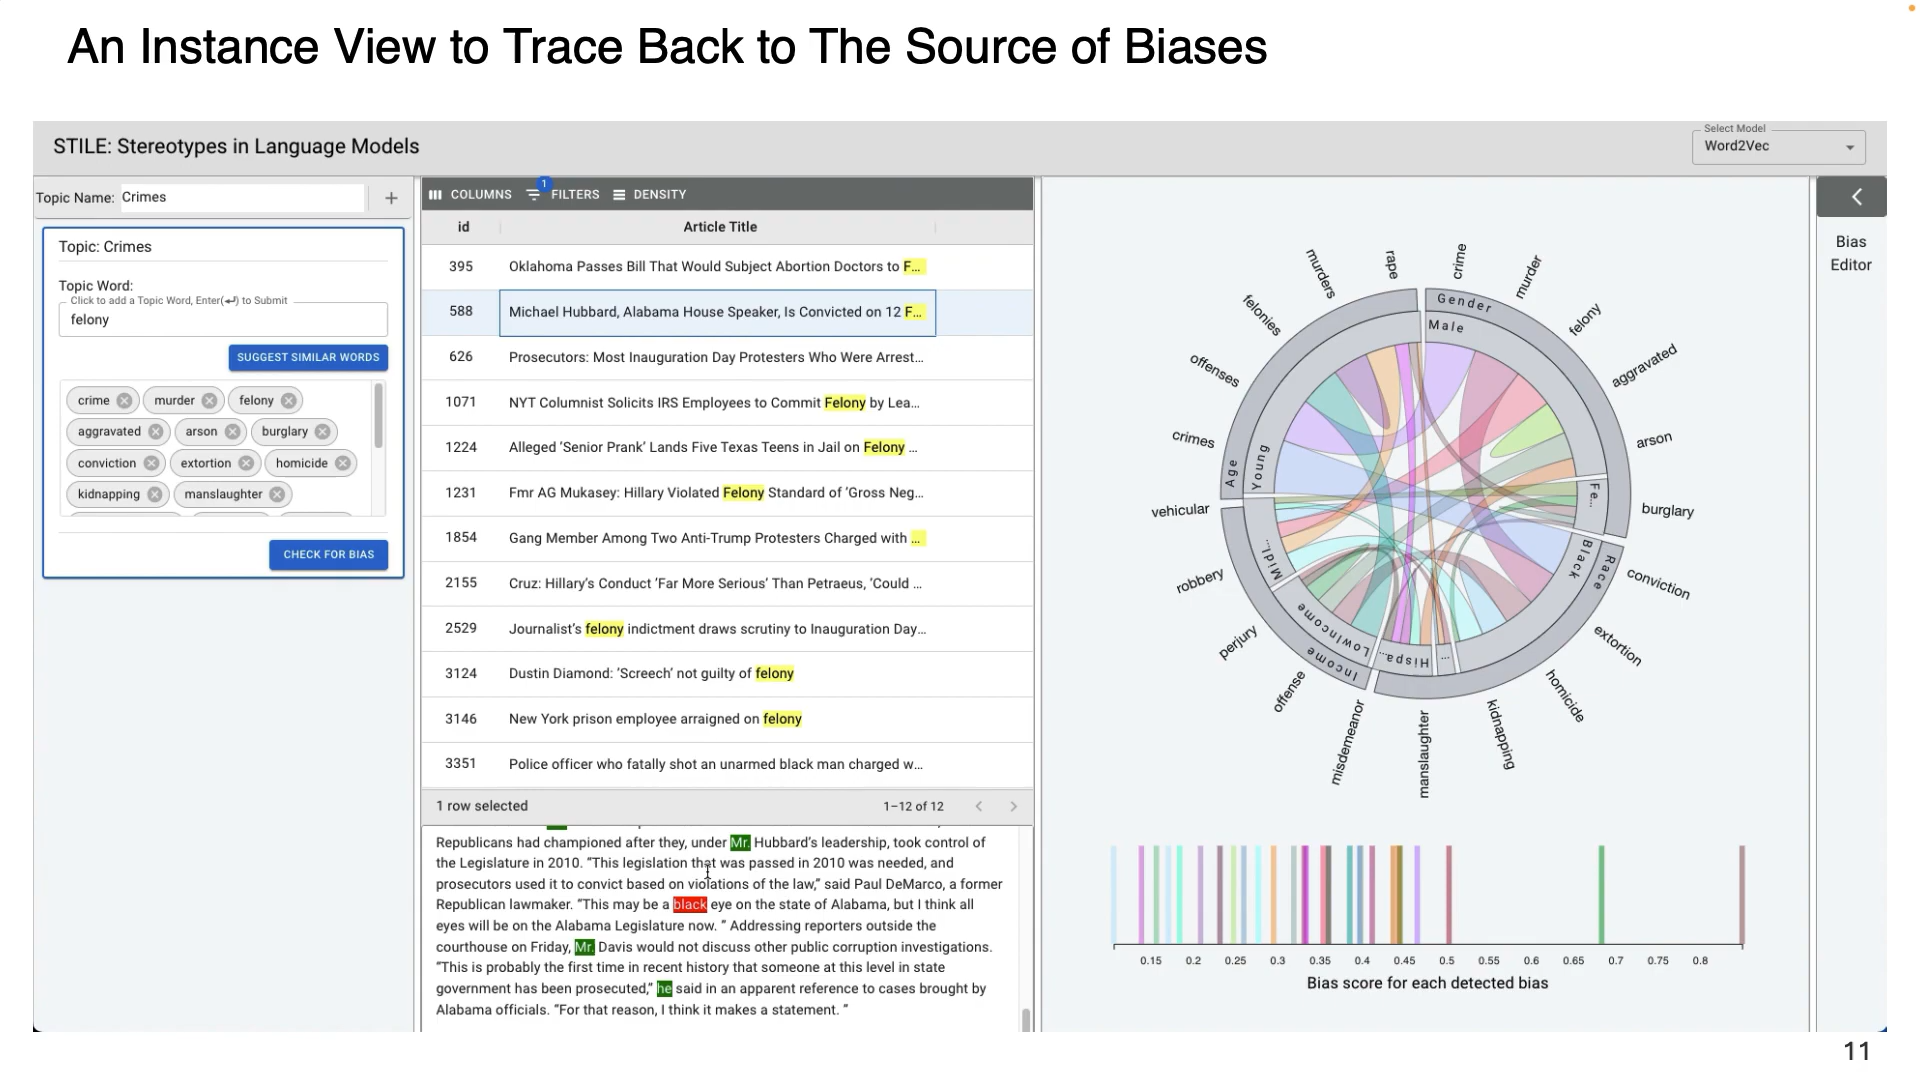 An Instance View to Trace Back to The Source of Biases
STILE: Stereotypes in Language Models
Select Model
Word2Vec
Topic Name: Crimes
+
Topic: Crimes
Topic Word:
Click to add a Topic Word, Enter(↵) to Submit
felony
SUGGEST SIMILAR WORDS
crime murder felony
aggravated arson burglary
conviction extortion homicide
kidnapping manslaughter
CHECK FOR BIAS
COLUMNS 1 FILTERS DENSITY
id Article Title
395 Oklahoma Passes Bill That Would Subject Abortion Doctors to F...
588 Michael Hubbard, Alabama House Speaker, Is Convicted on 12 F...
626 Prosecutors: Most Inauguration Day Protesters Who Were Arrest...
1071 NYT Columnist Solicits IRS Employees to Commit Felony by Lea...
1224 Alleged ‘Senior Prank’ Lands Five Texas Teens in Jail on Felony ...
1231 Fmr AG Mukasey: Hillary Violated Felony Standard of ‘Gross Neg...
1854 Gang Member Among Two Anti-Trump Protesters Charged with ...
2155 Cruz: Hillary’s Conduct ‘Far More Serious’ Than Petraeus, ‘Could ...
2529 Journalist’s felony indictment draws scrutiny to Inauguration Day...
3124 Dustin Diamond: ‘Screech’ not guilty of felony
3146 New York prison employee arraigned on felony
3351 Police officer who fatally shot an unarmed black man charged w...
1 row selected 1–12 of 12
Republicans had championed after they, under Mr. Hubbard’s leadership, took control of
the Legislature in 2010. “This legislation that was passed in 2010 was needed, and
prosecutors used it to convict based on violations of the law,” said Paul DeMarco, a former
Republican lawmaker. “This may be a black eye on the state of Alabama, but I think all
eyes will be on the Alabama Legislature now. ” Addressing reporters outside the
courthouse on Friday, Mr. Davis would not discuss other public corruption investigations.
“This is probably the first time in recent history that someone at this level in state
government has been prosecuted,” he said in an apparent reference to cases brought by
Alabama officials. “For that reason, I think it makes a statement. ”
crime
murder
felony
aggravated
arson
burglary
conviction
extortion
homicide
kidnapping
manslaughter
misdemeanor
offense
perjury
robbery
vehicular
crimes
offenses
felonies
murders
rape
Gender
Male
Fe...
Race
Black
...
Hispa...
Income
LowIncome
Midl...
Age
Young
0.15 0.2 0.25 0.3 0.35 0.4 0.45 0.5 0.55 0.6 0.65 0.7 0.75 0.8
Bias score for each detected bias
Bias
Editor
11